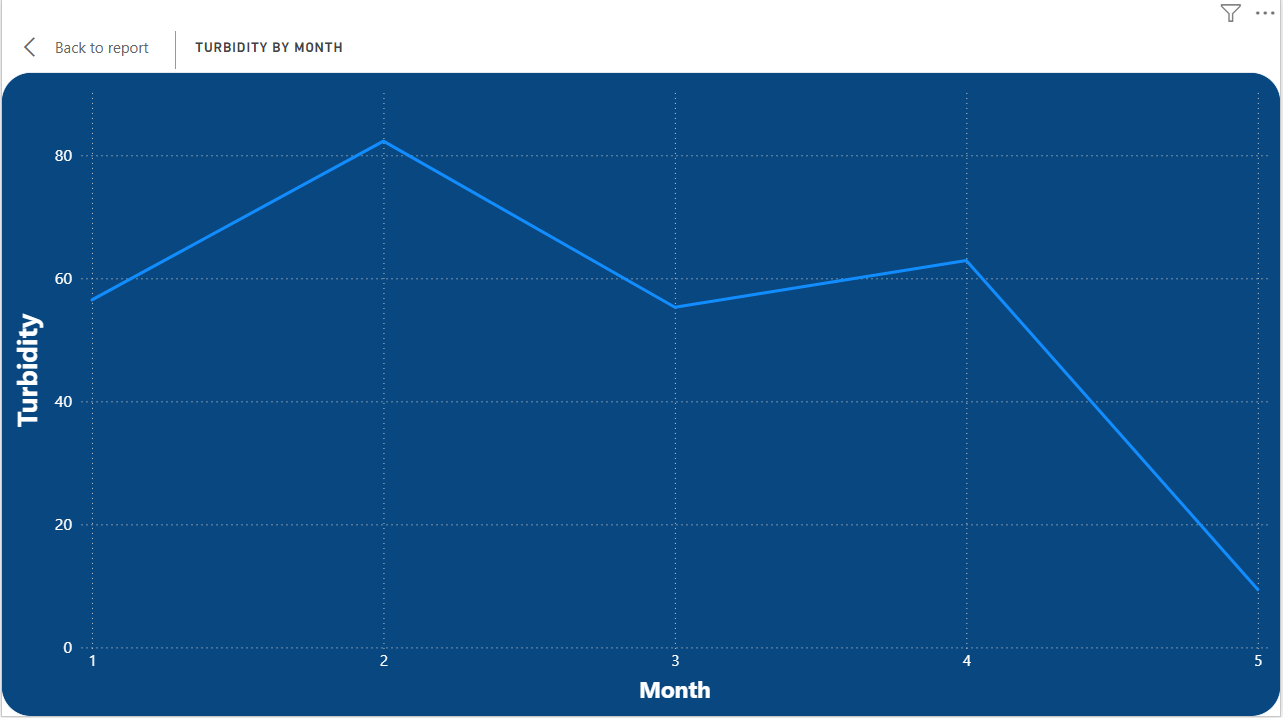 Back to report
TURBIDITY BY MONTH
Turbidity
80
60
40
20
0
1 2 3 4 5
Month